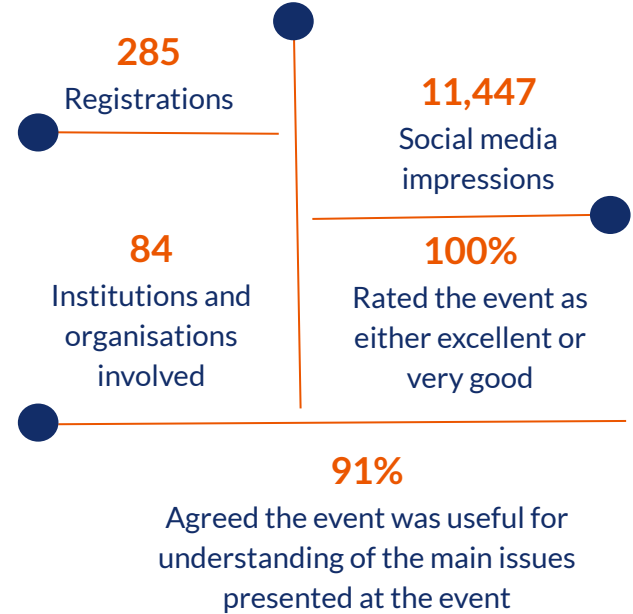 285
Registrations
11,447
Social media
impressions
84
Institutions and
organisations
involved
100%
Rated the event as
either excellent or
very good
91%
Agreed the event was useful for
understanding of the main issues
presented at the event